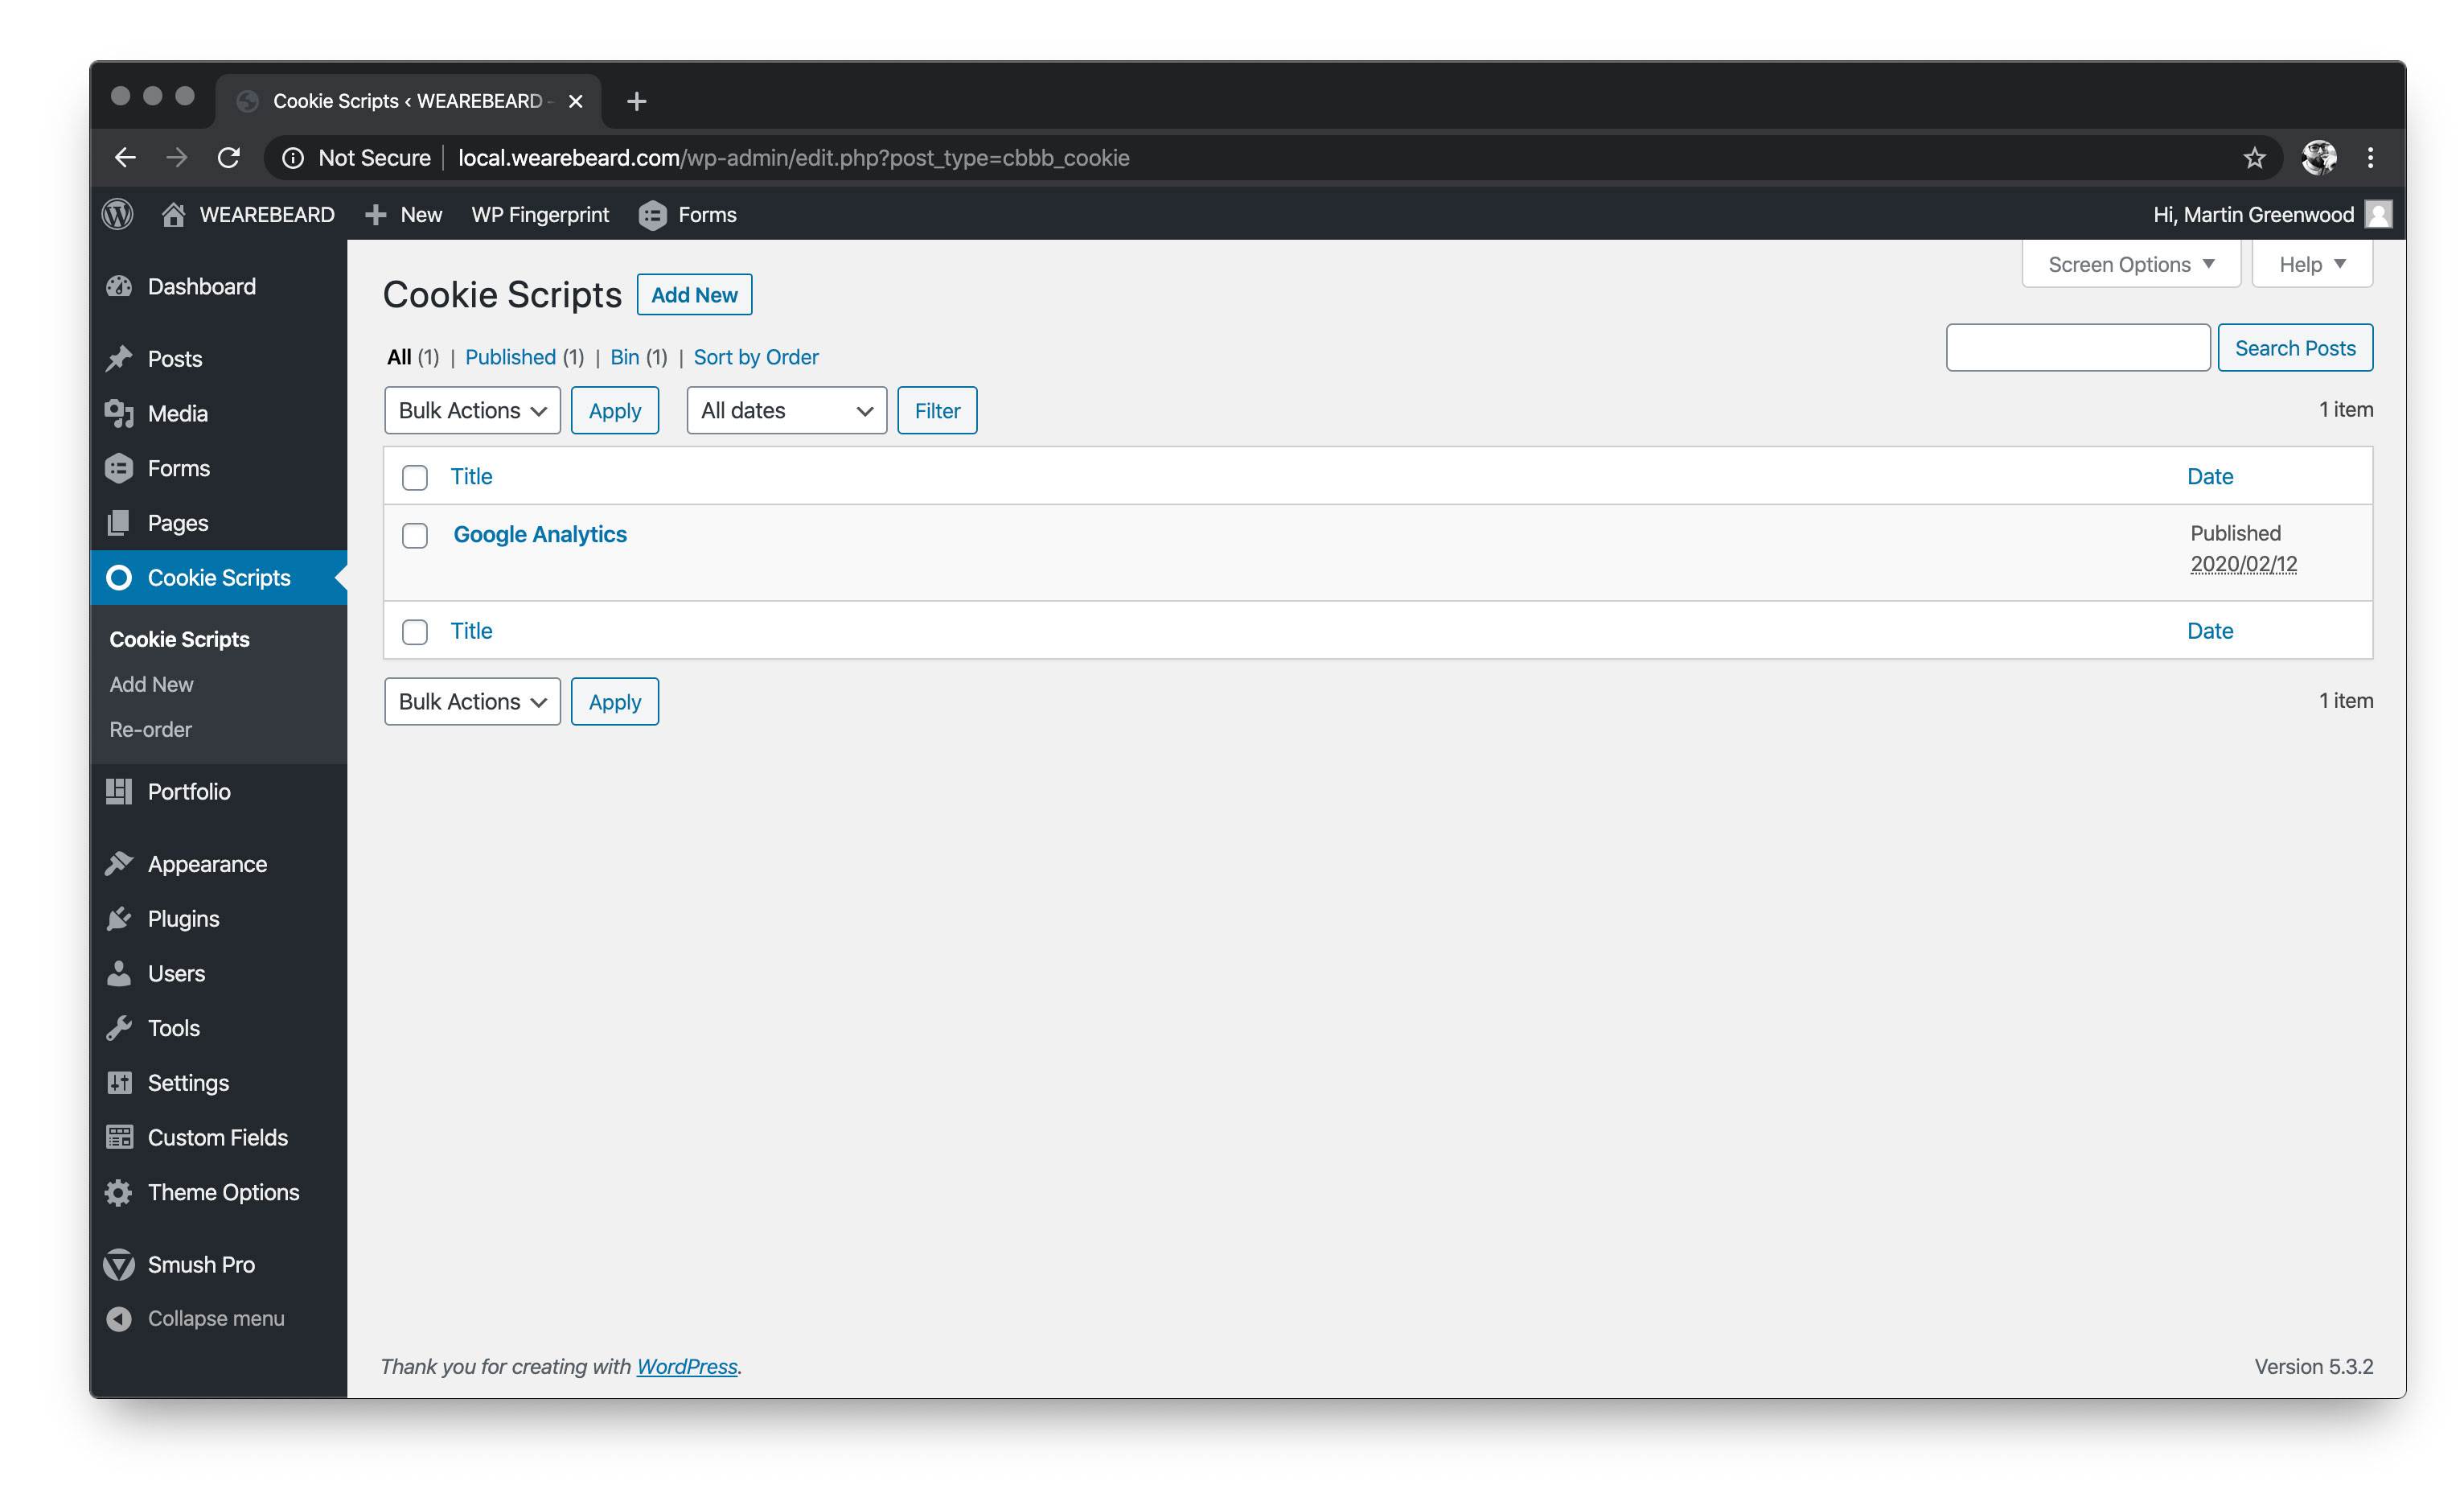 Cookie Scripts ‹ WEAREBEARD -
Not Secure local.wearebeard.com/wp-admin/edit.php?post_type=cbbb_cookie
WEAREBEARD New WP Fingerprint Forms Hi, Martin Greenwood
Screen Options Help
Dashboard
Posts
Media
Forms
Pages
Cookie Scripts
Cookie Scripts
Add New
Re-order
Portfolio
Appearance
Plugins
Users
Tools
Settings
Custom Fields
Theme Options
Smush Pro
Collapse menu
Cookie Scripts Add New
All (1) | Published (1) | Bin (1) | Sort by Order
Search Posts
Bulk Actions Apply All dates Filter 1 item
Title Date
Google Analytics Published
2020/02/12
Title Date
Bulk Actions Apply 1 item
Thank you for creating with WordPress. Version 5.3.2